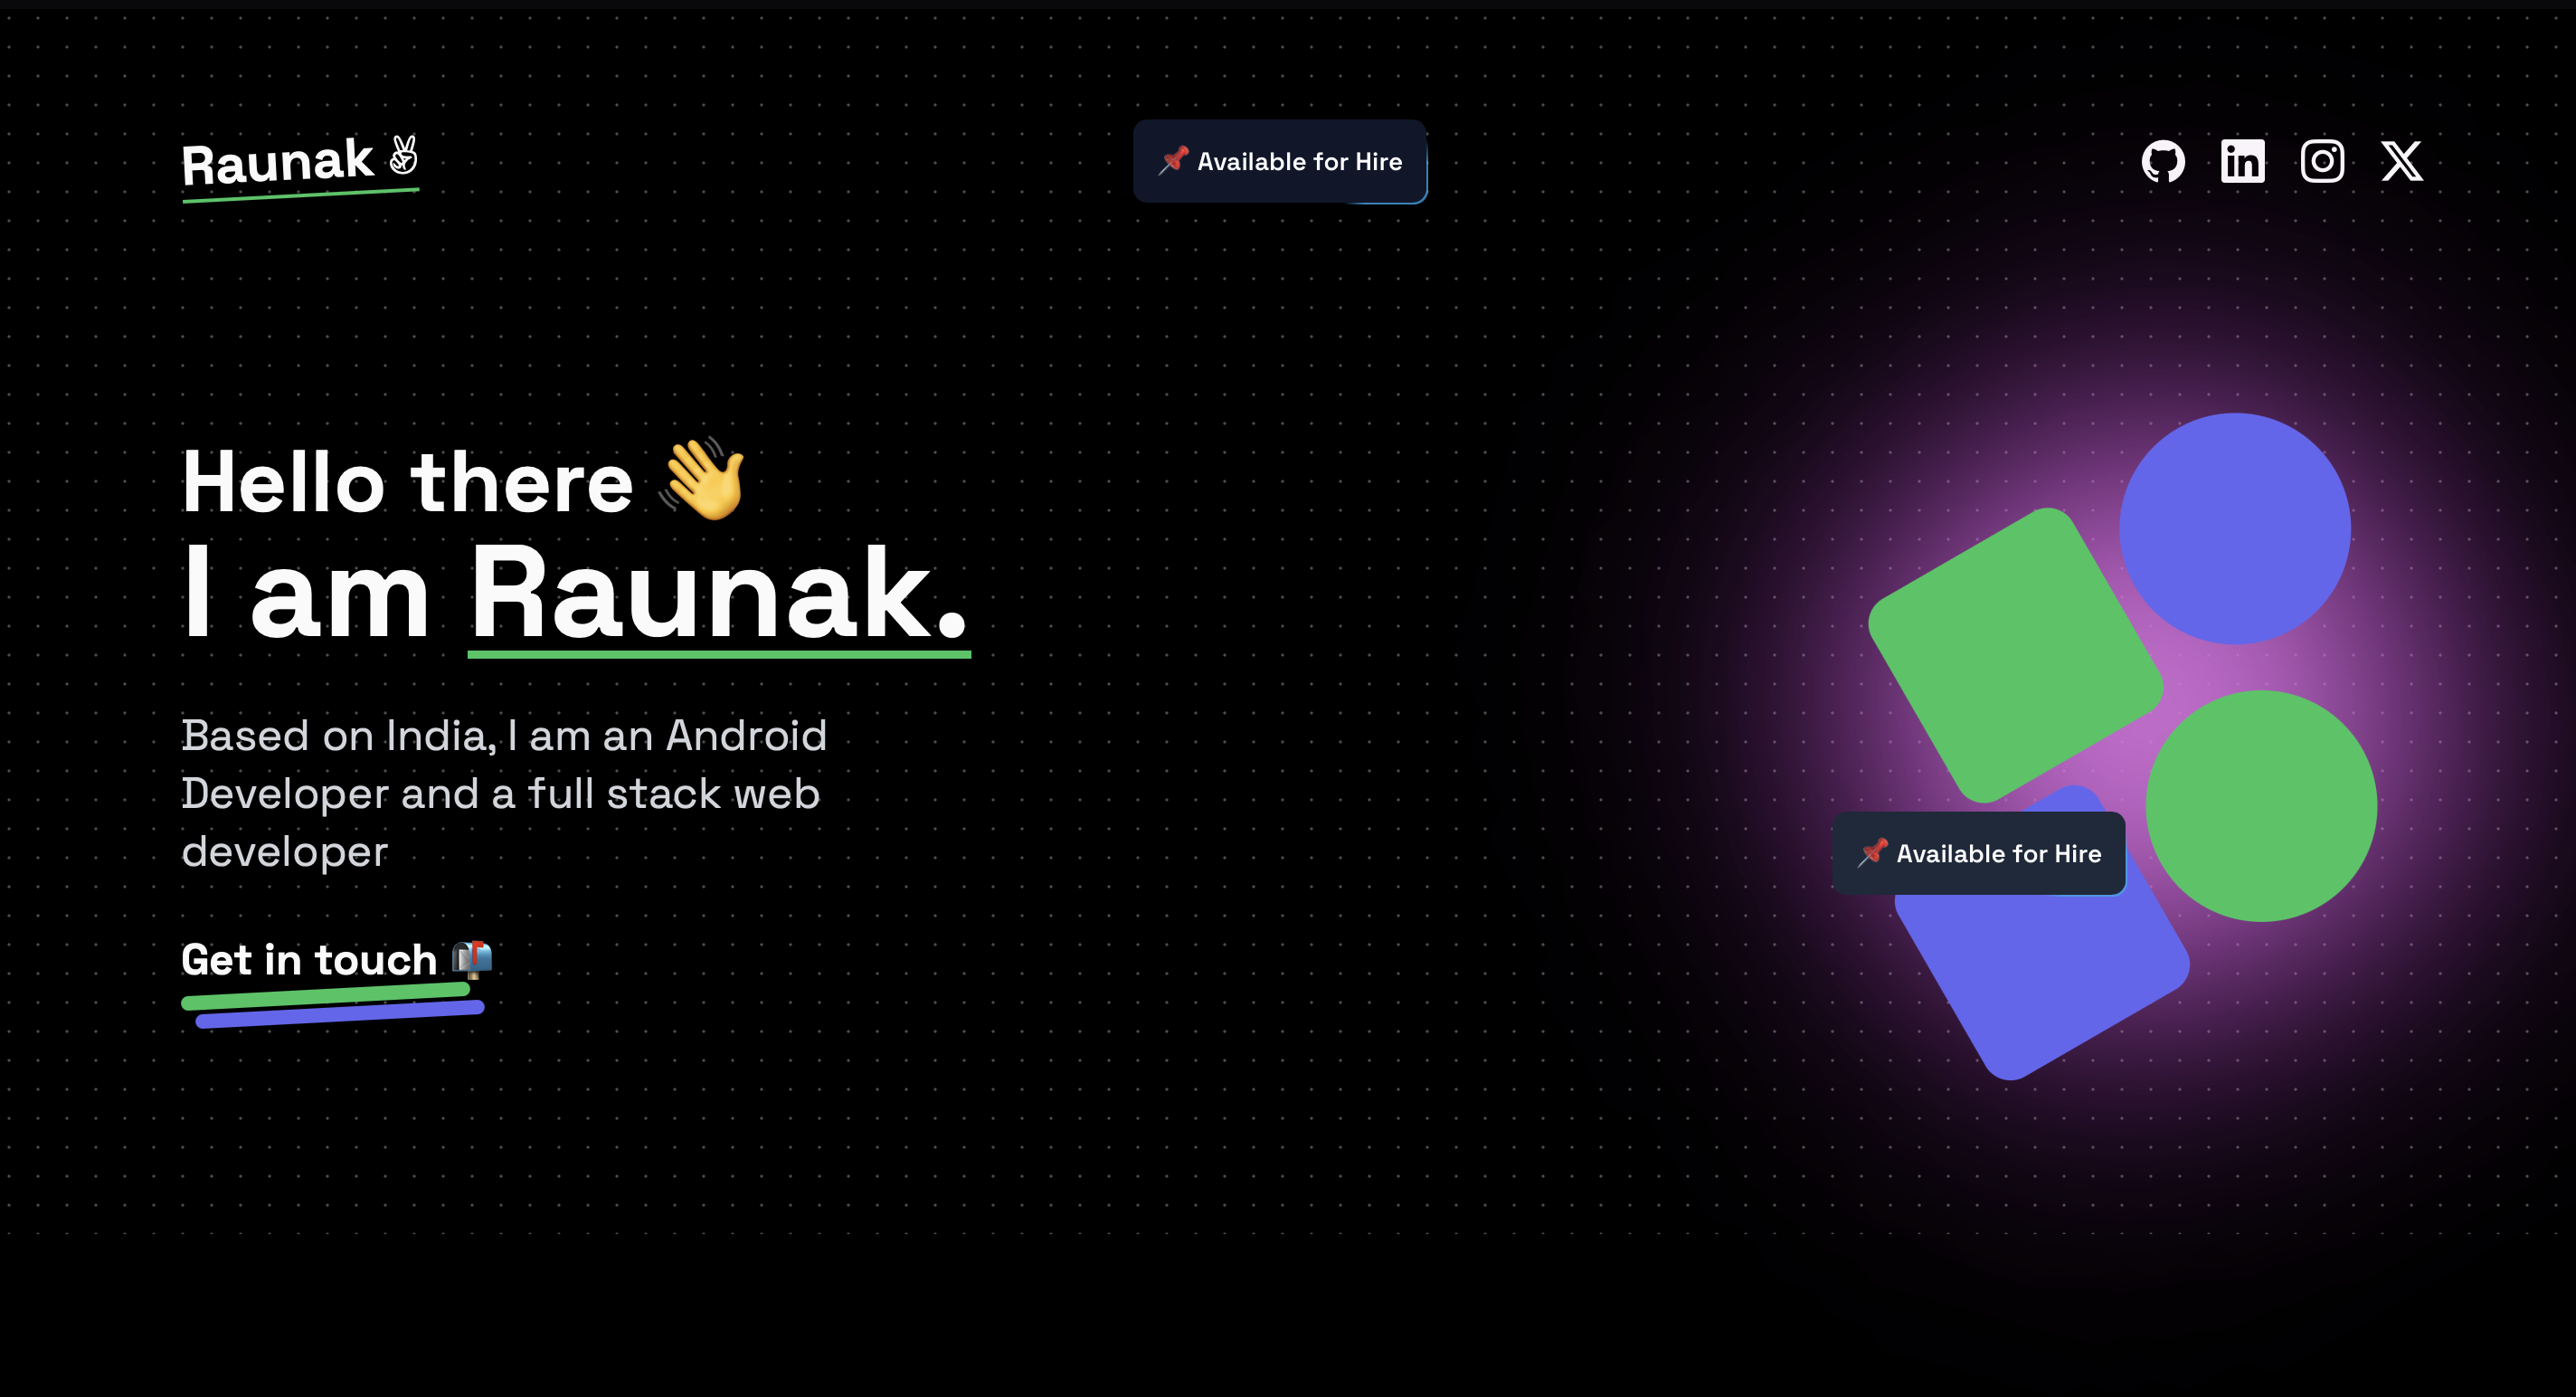 Raunak ✌
📌 Available for Hire
Hello there 👋
I am Raunak.
Based on India, I am an Android
Developer and a full stack web
developer
📌 Available for Hire
Get in touch 📬